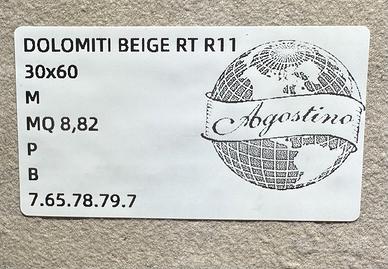 DOLOMITI BEIGE RT R11
30x60
M
MQ 8,82
P
B
7.65.78.79.7
Agostino